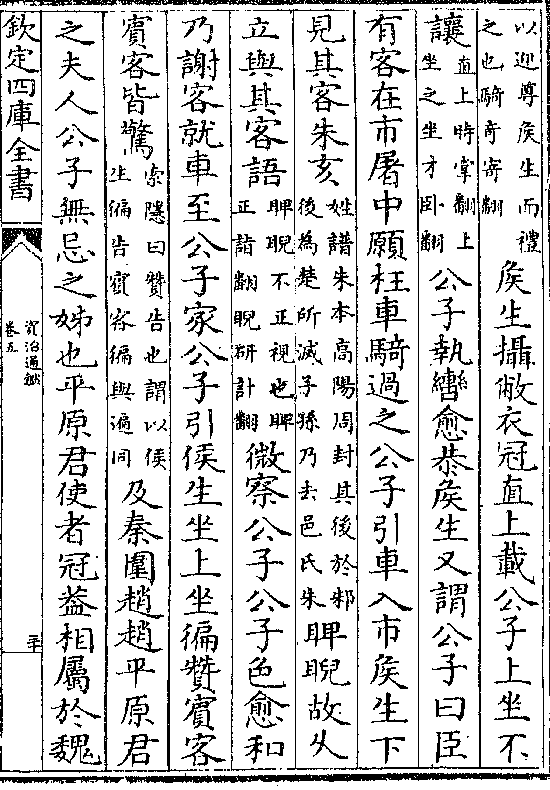 以迎尊侯生而禮
之也騎奇寄翻
侯生攝敝衣冠直上載公子上坐不
讓
直上時掌翻上
坐之坐才卧翻
公子執轡愈恭侯生又謂公子曰臣
有客在市屠中願枉車騎過之公子引車入市侯生下
見其客朱亥
姓譜朱本高陽周封其後於邾
後為楚所滅子孫乃去邑氏朱
睥睨故久
立與其客語
睥睨不正視也睥
正詣翻睨研計翻
微察公子公子色愈和
乃謝客就車至公子家公子引侯生坐上坐徧贊賓客
賓客皆驚
索隱曰贊告也謂以侯
生徧告賓客徧與遍同
及秦圍趙趙平原君
之夫人公子無忌之姊也平原君使者冠葢相屬於魏
欽定四庫全書
資治通鑑
卷五
三十